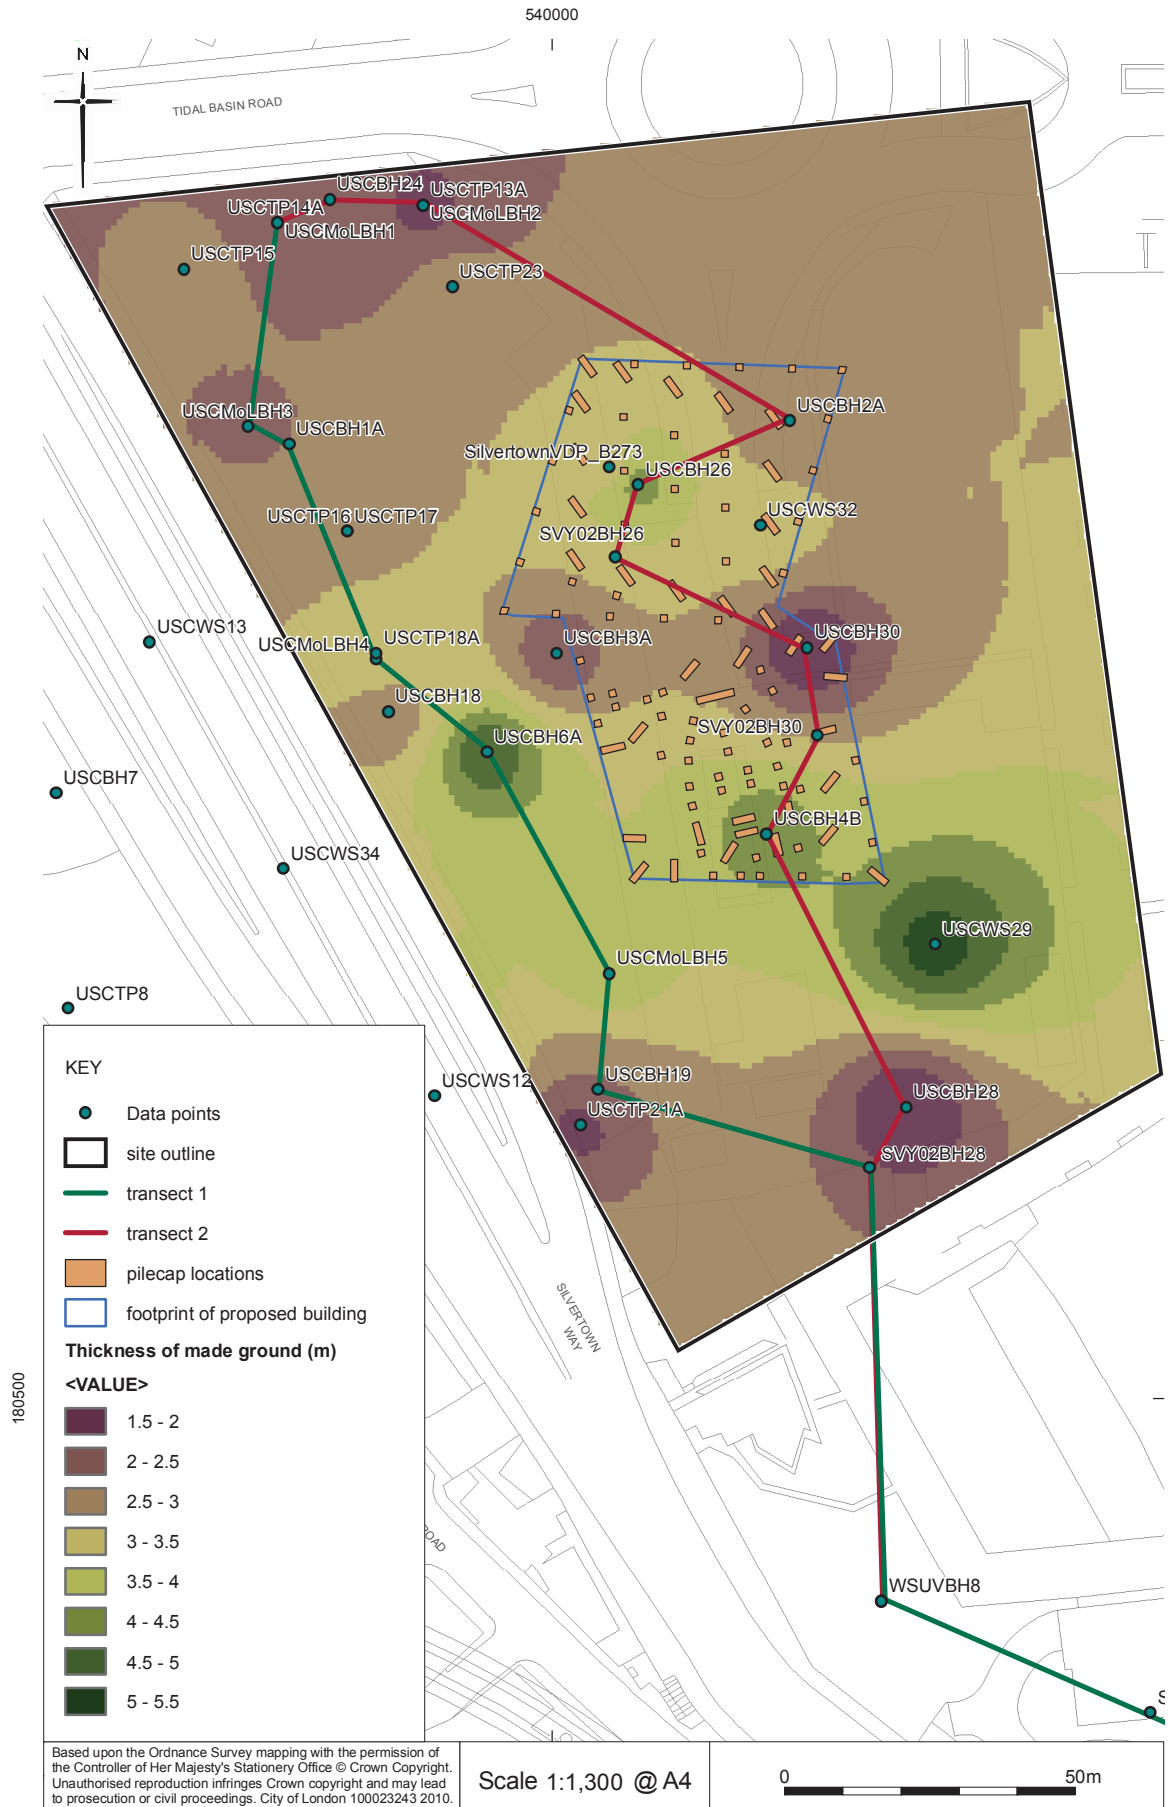 540000
N
TIDAL BASIN ROAD
USCBH24
USCTP13A
USCTP14A
USCMoLBH2
USCMoLBH1
USCTP15
USCTP23
USCMoLBH3
USCBH2A
USCBH1A
SilvertownVDP_B273
USCBH26
USCTP16
USCTP17
USCWS32
SVY02BH26
USCWS13
USCMoLBH4
USCTP18A
USCBH3A
USCBH30
USCBH18
SVY02BH30
USCBH6A
USCBH7
USCBH4B
USCWS34
USCWS29
USCMoLBH5
USCTP8
USCWS12
USCBH19
USCBH28
USCTP21A
SVY02BH28
SILVERTOWN
WAY
180500
OAD
WSUVBH8
S
KEY
Data points
site outline
transect 1
transect 2
pilecap locations
footprint of proposed building
Thickness of made ground (m)
<VALUE>
1.5 - 2
2 - 2.5
2.5 - 3
3 - 3.5
3.5 - 4
4 - 4.5
4.5 - 5
5 - 5.5
Based upon the Ordnance Survey mapping with the permission of
the Controller of Her Majesty's Stationery Office © Crown Copyright.
Unauthorised reproduction infringes Crown copyright and may lead
to prosecution or civil proceedings. City of London 100023243 2010.
Scale 1:1,300 @ A4
0 50m